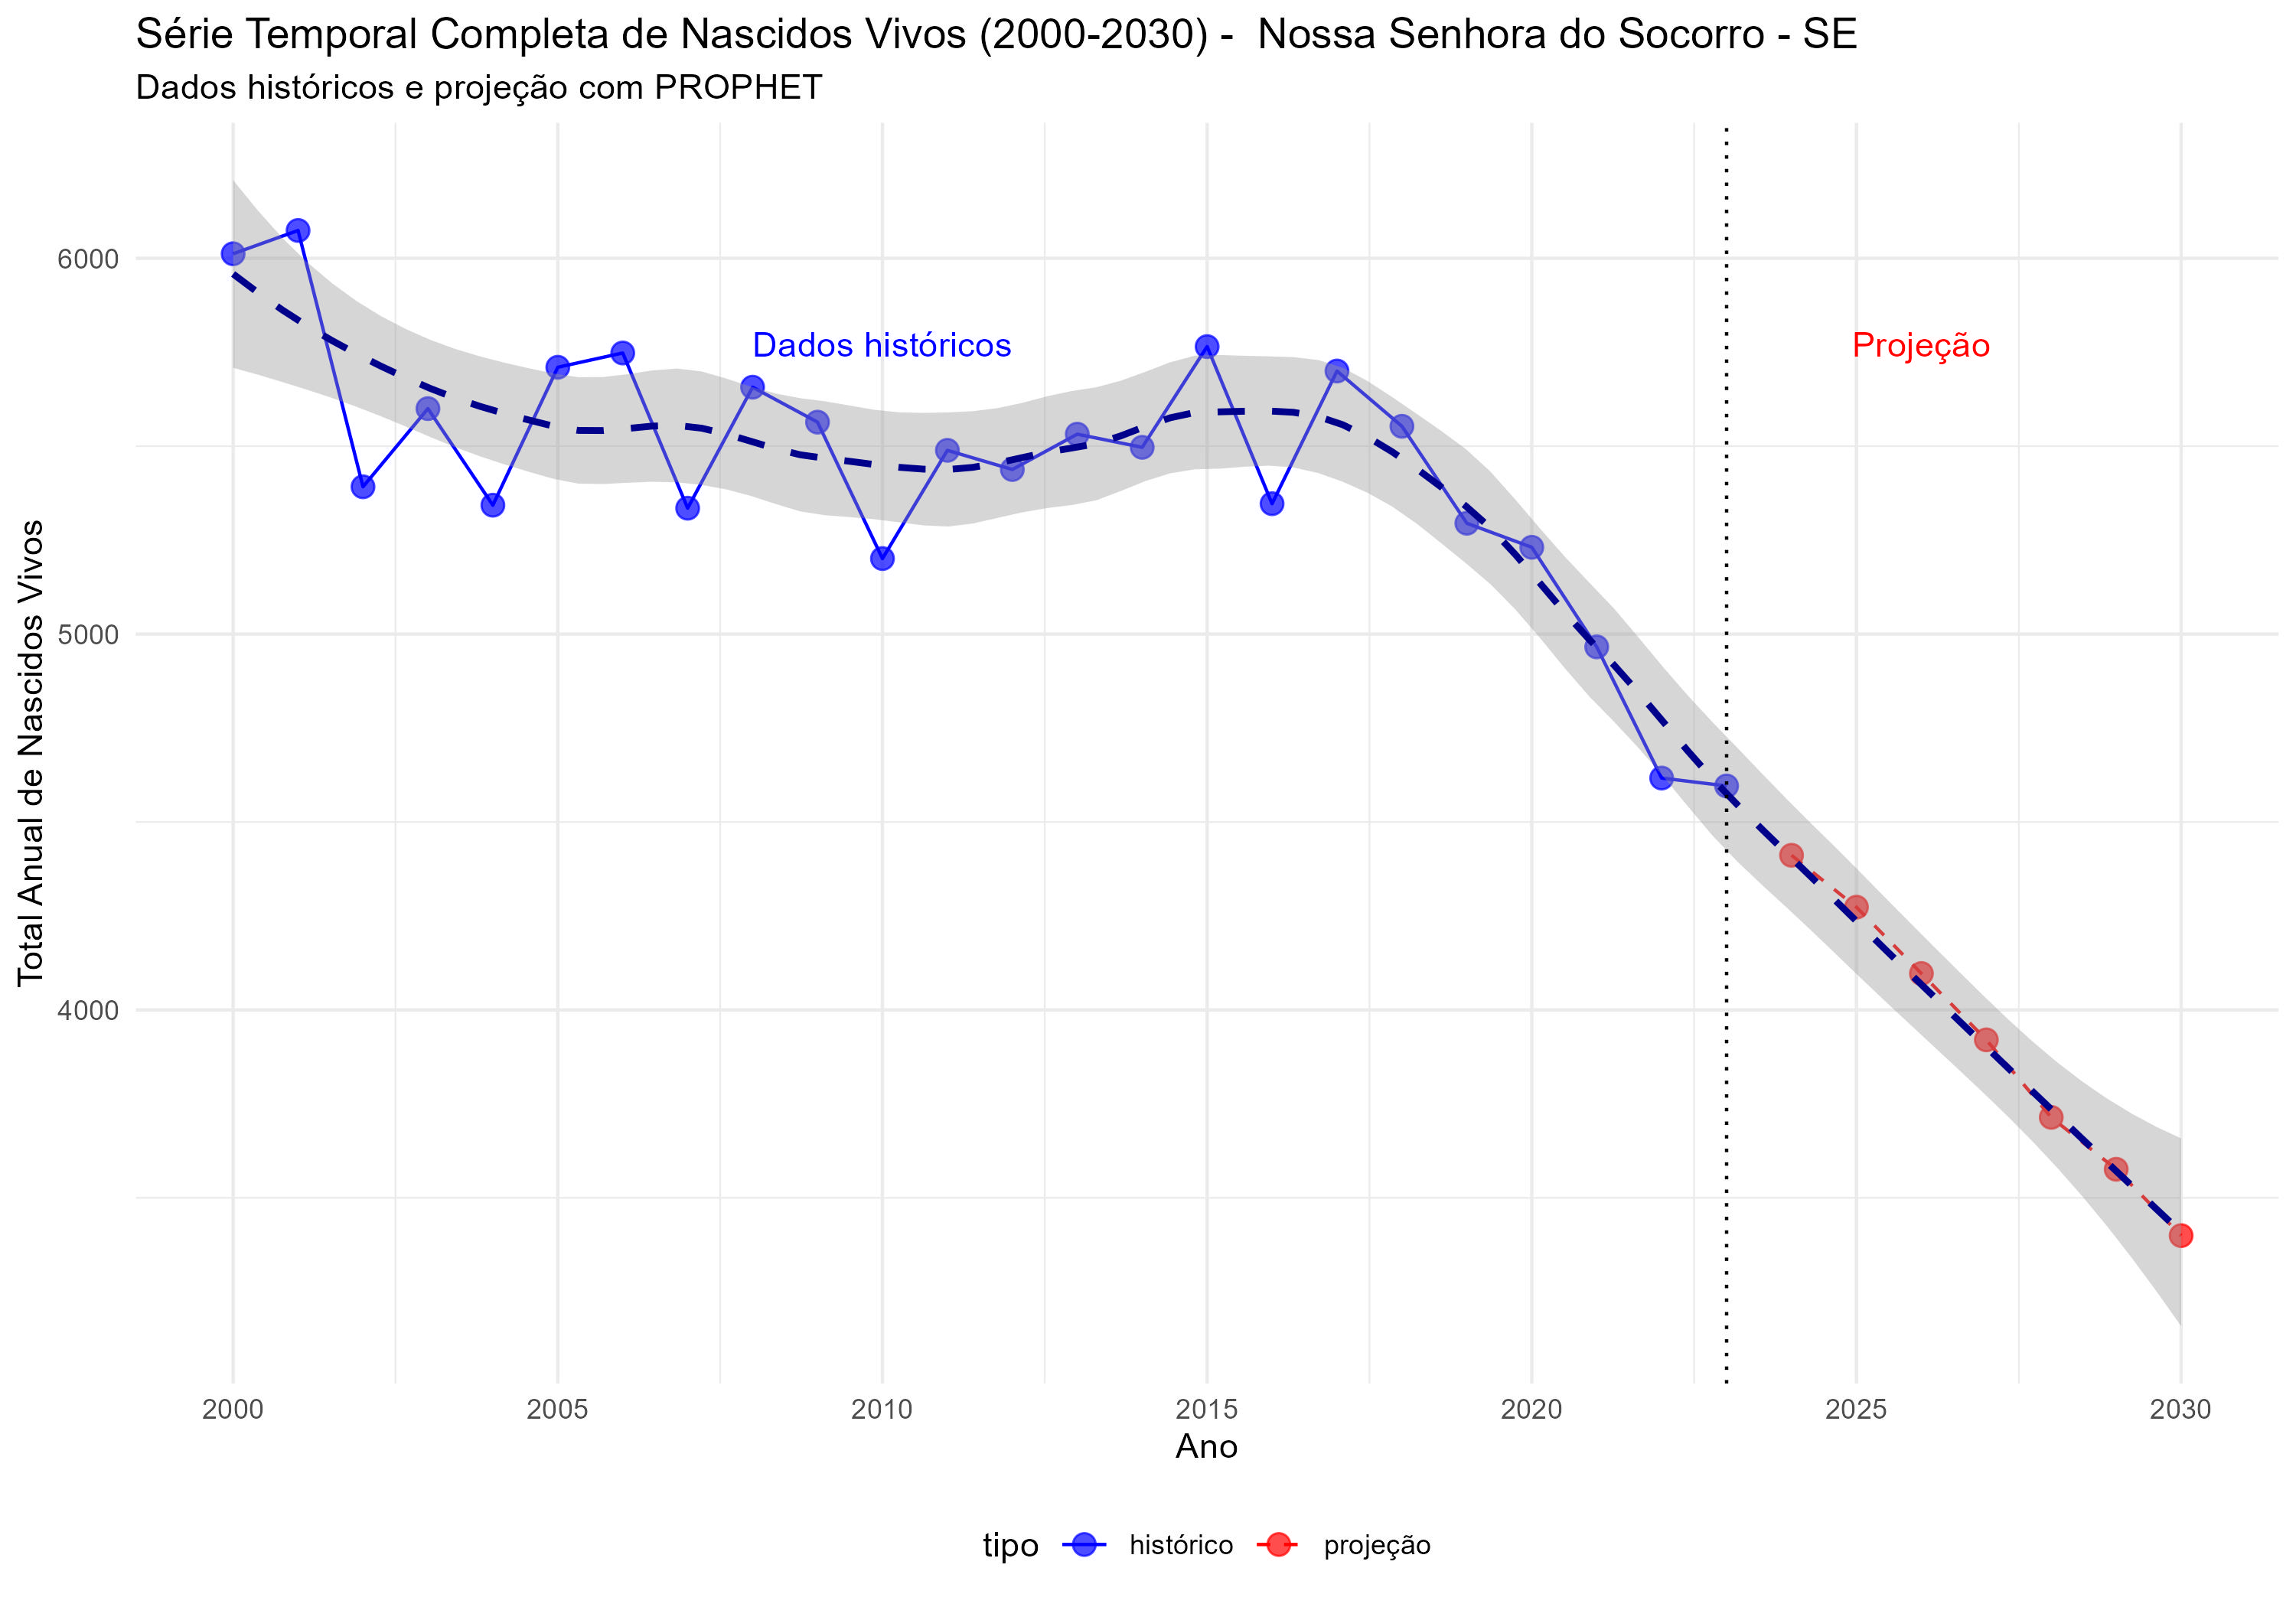 Série Temporal Completa de Nascidos Vivos (2000-2030) -  Nossa Senhora do Socorro - SE
Dados históricos e projeção com PROPHET
Total Anual de Nascidos Vivos
6000
5000
4000
Dados históricos
Projeção
2000 2005 2010 2015 2020 2025 2030
Ano
tipo histórico projeção